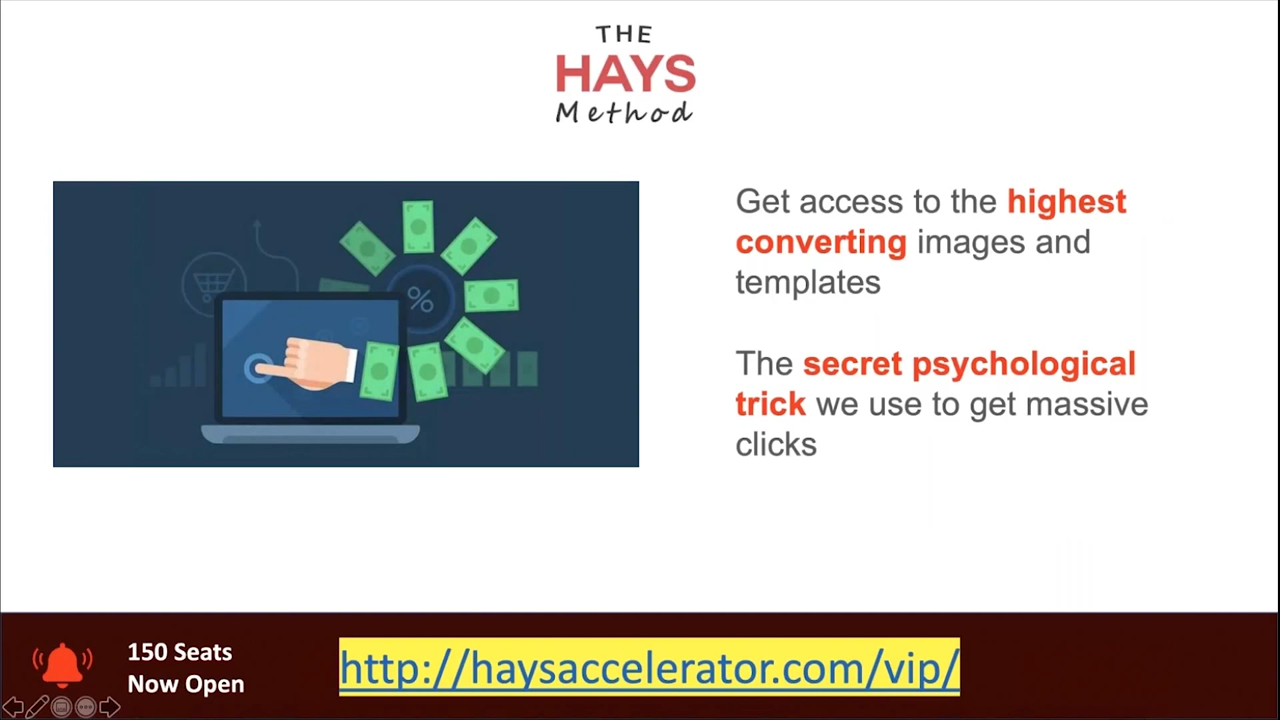 THE
HAYS
Method
Get access to the highest
converting images and
templates
The secret psychological
trick we use to get massive
clicks
%
150 Seats
Now Open
http://haysaccelerator.com/vip/